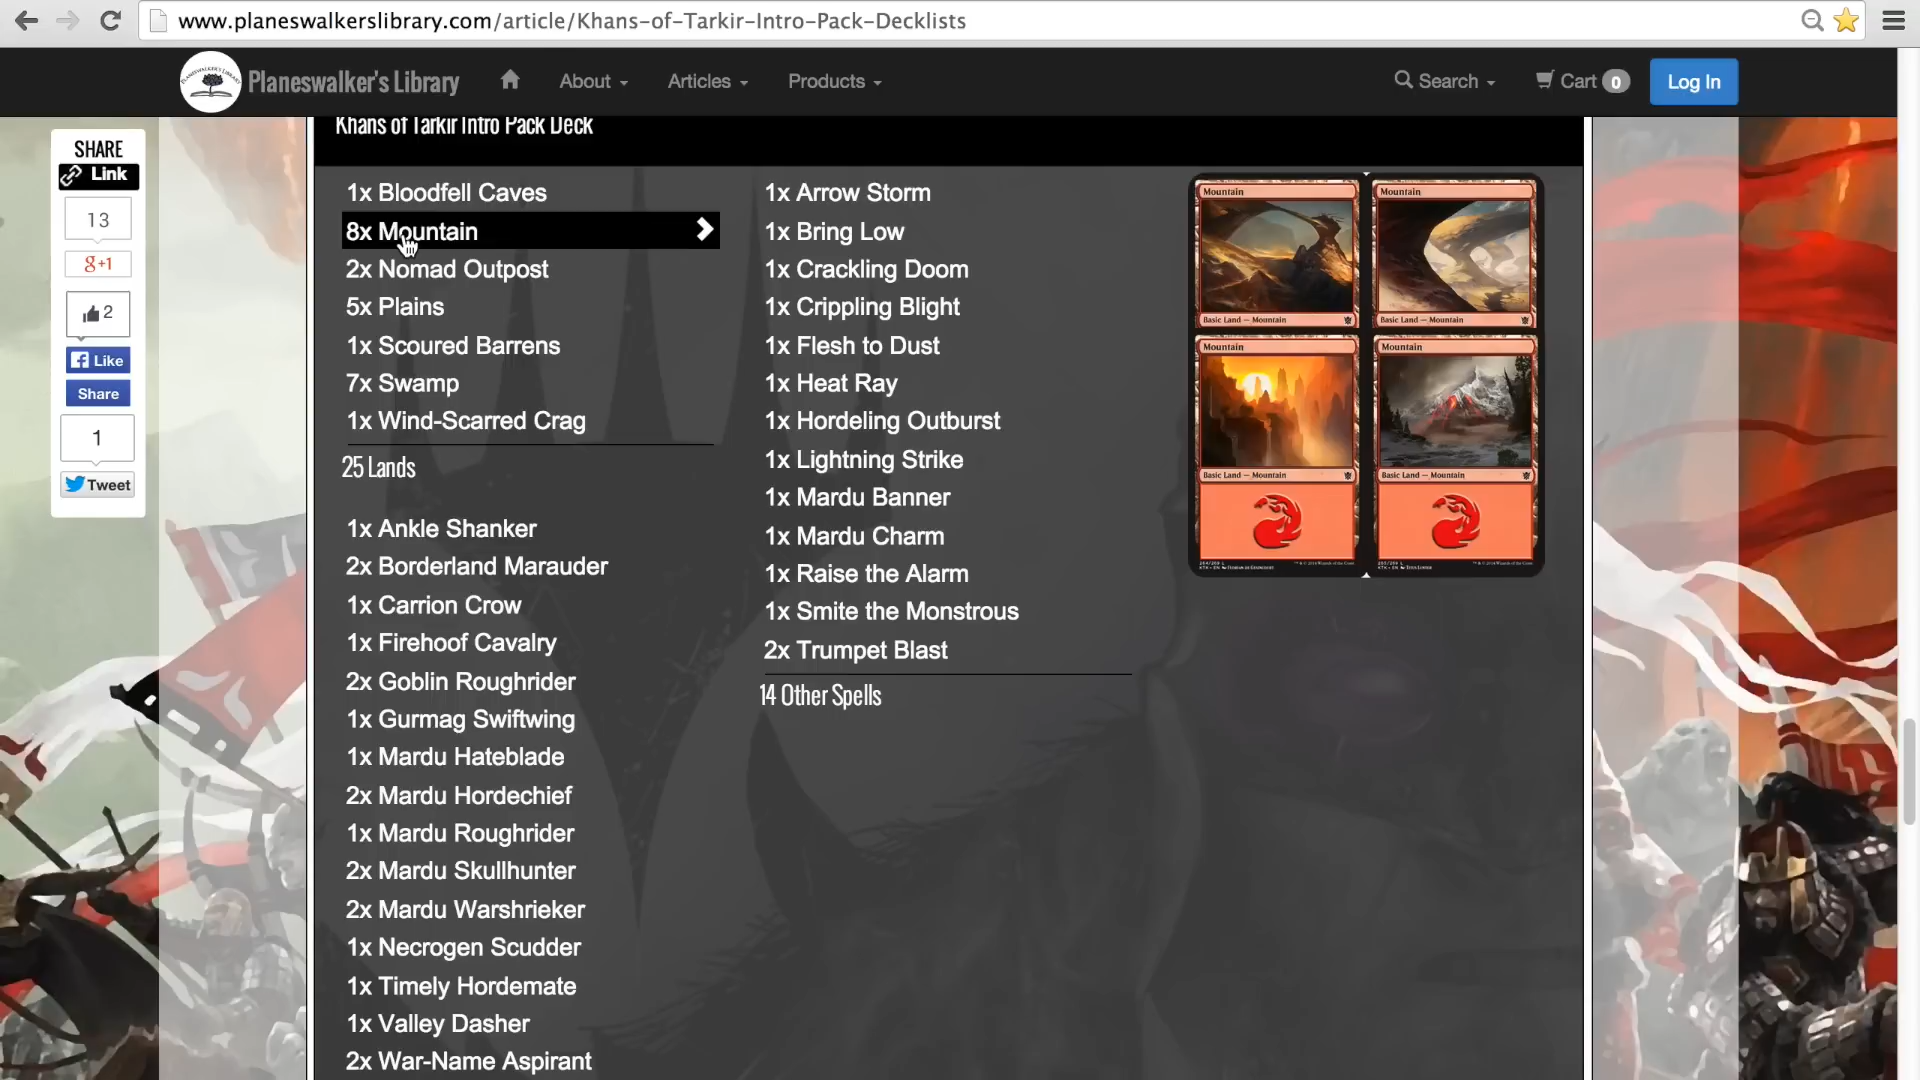 www.planeswalkerslibrary.com/article/Khans-of-Tarkir-Intro-Pack-Decklists
Planeswalker's Library
About
Articles
Products
Search
Cart 0
Log In
SHARE
Link
13
g+1
2
Like
Share
1
Tweet
Khans of Tarkir Intro Pack Deck
1x Bloodfell Caves
8x Mountain
2x Nomad Outpost
5x Plains
1x Scoured Barrens
7x Swamp
1x Wind-Scarred Crag
25 Lands
1x Ankle Shanker
2x Borderland Marauder
1x Carrion Crow
1x Firehoof Cavalry
2x Goblin Roughrider
1x Gurmag Swiftwing
1x Mardu Hateblade
2x Mardu Hordechief
1x Mardu Roughrider
2x Mardu Skullhunter
2x Mardu Warshrieker
1x Necrogen Scudder
1x Timely Hordemate
1x Valley Dasher
2x War-Name Aspirant
1x Arrow Storm
1x Bring Low
1x Crackling Doom
1x Crippling Blight
1x Flesh to Dust
1x Heat Ray
1x Hordeling Outburst
1x Lightning Strike
1x Mardu Banner
1x Mardu Charm
1x Raise the Alarm
1x Smite the Monstrous
2x Trumpet Blast
14 Other Spells
Mountain
Basic Land — Mountain
Mountain
Basic Land — Mountain
Mountain
Basic Land — Mountain
Mountain
Basic Land — Mountain